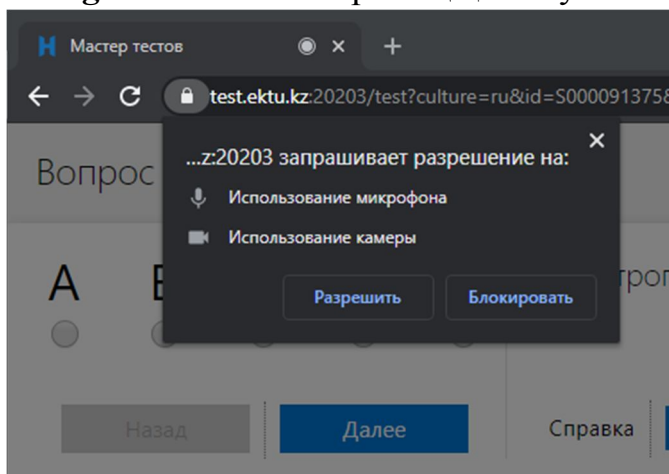 Мастер тестов
test.ektu.kz:20203/test?culture=ru&id=S000091375
Вопрос
...z:20203 запрашивает разрешение на:
Использование микрофона
Использование камеры
A
Разрешить Блокировать
Назад Далее Справка